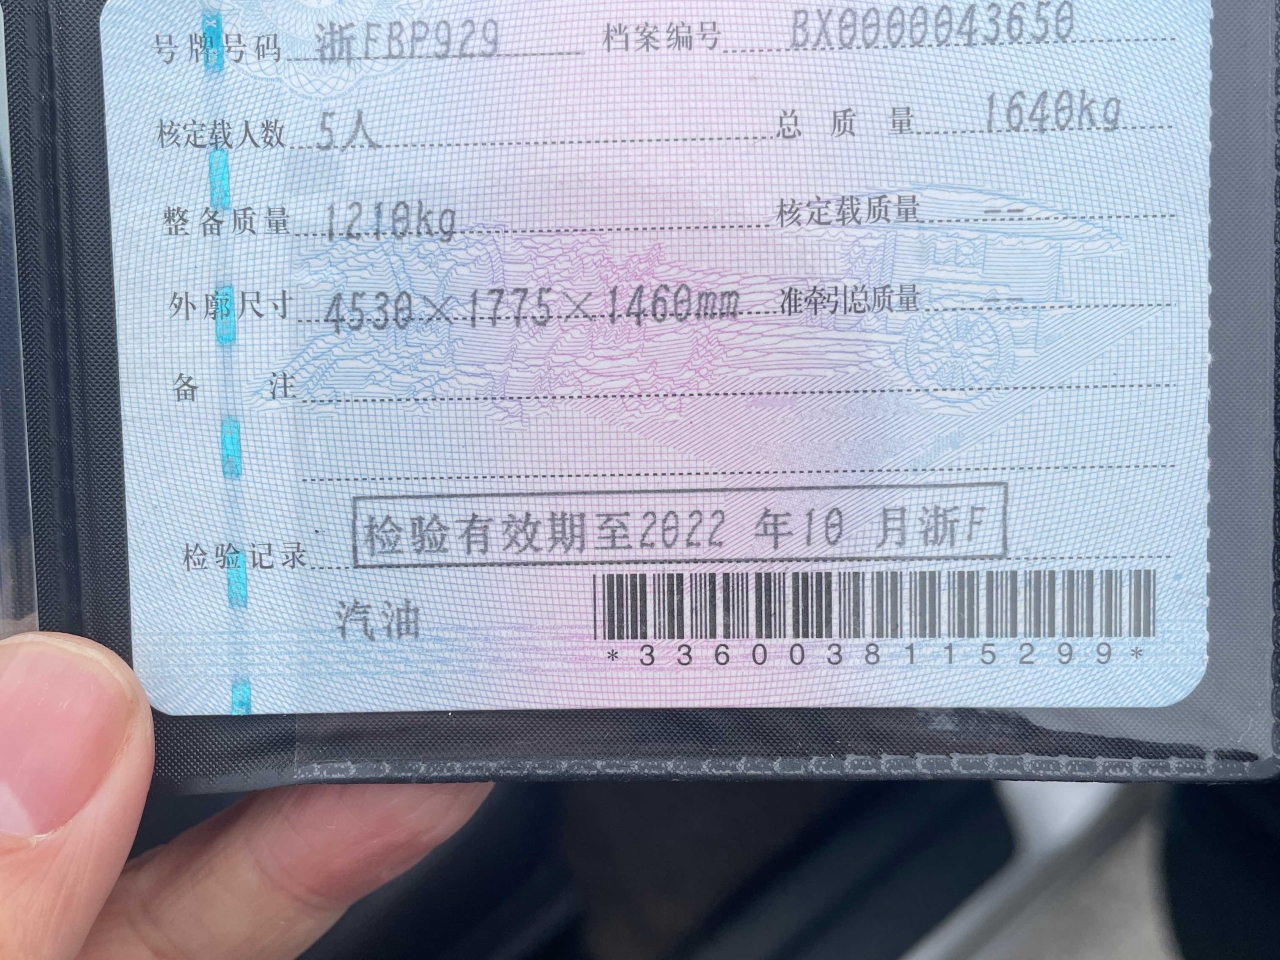 号牌号码 浙FBP929 档案编号 BX0000043650
核定载人数 5人 总质量 1640kg
整备质量 1210kg 核定载质量 --
外廓尺寸 4530×1775×1460mm 准牵引总质量 --
备注
检验记录 检验有效期至2022 年10 月浙F
汽油
*3360038115299*